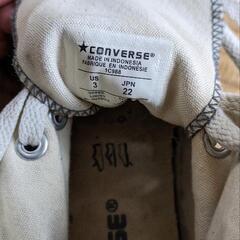 ★CONVERSE®
MADE IN INDONESIA
FABRIQUE EN INDONESIE
1C988
US JPN
3 22